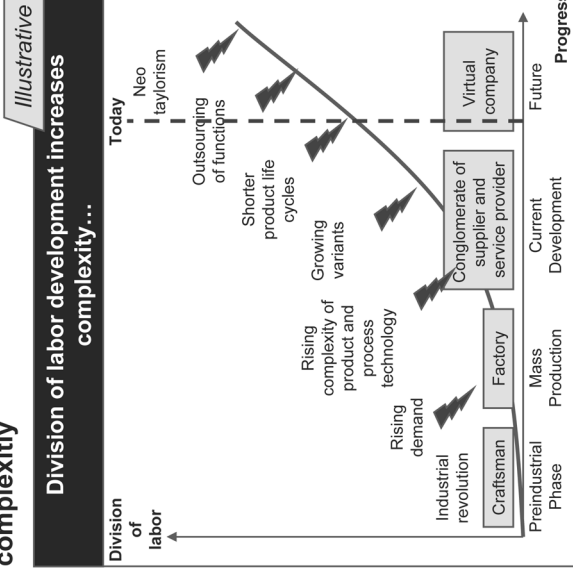 complexitiy
Illustrative
Division of labor development increases
complexity…
Division
of
labor
Today
Neo
taylorism
Outsourcing
of functions
Shorter
product life
cycles
Growing
variants
Rising
complexity of
product and
process
technology
Rising
demand
Industrial
revolution
Craftsman
Factory
Conglomerate of
supplier and
service provider
Virtual
company
Preindustrial
Phase
Mass
Production
Current
Development
Future
Progress